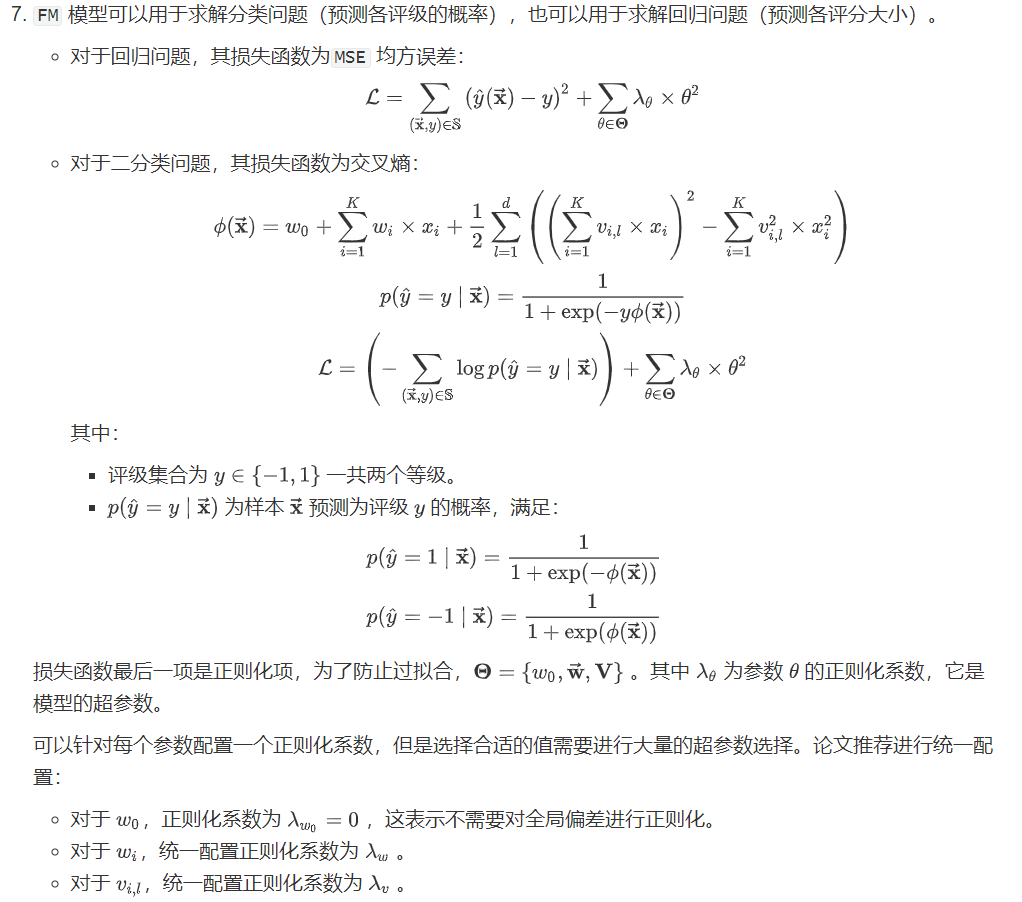 7. FM 模型可以用于求解分类问题（预测各评级的概率），也可以用于求解回归问题（预测各评分大小）。
○ 对于回归问题，其损失函数为 MSE 均方误差：
$$\mathcal{L} = \sum_{(\vec{\mathbf{x}},y)\in\mathbb{S}} (\hat{y}(\vec{\mathbf{x}}) - y)^2 + \sum_{\theta\in\mathbf{\Theta}} \lambda_\theta \times \theta^2$$
○ 对于二分类问题，其损失函数为交叉熵：
$$\phi(\vec{\mathbf{x}}) = w_0 + \sum_{i=1}^{K} w_i \times x_i + \frac{1}{2} \sum_{l=1}^{d} \left( \left( \sum_{i=1}^{K} v_{i,l} \times x_i \right)^2 - \sum_{i=1}^{K} v_{i,l}^2 \times x_i^2 \right)$$
$$p(\hat{y} = y \mid \vec{\mathbf{x}}) = \frac{1}{1 + \exp(-y\phi(\vec{\mathbf{x}}))}$$
$$\mathcal{L} = \left( -\sum_{(\vec{\mathbf{x}},y)\in\mathbb{S}} \log p(\hat{y} = y \mid \vec{\mathbf{x}}) \right) + \sum_{\theta\in\mathbf{\Theta}} \lambda_\theta \times \theta^2$$
其中：
▪ 评级集合为 $y \in \{-1, 1\}$ 一共两个等级。
▪ $p(\hat{y} = y \mid \vec{\mathbf{x}})$ 为样本 $\vec{\mathbf{x}}$ 预测为评级 $y$ 的概率，满足：
$$p(\hat{y} = 1 \mid \vec{\mathbf{x}}) = \frac{1}{1 + \exp(-\phi(\vec{\mathbf{x}}))}$$
$$p(\hat{y} = -1 \mid \vec{\mathbf{x}}) = \frac{1}{1 + \exp(\phi(\vec{\mathbf{x}}))}$$
损失函数最后一项是正则化项，为了防止过拟合，$\mathbf{\Theta} = \{w_0, \vec{\mathbf{w}}, \mathbf{V}\}$ 。其中 $\lambda_\theta$ 为参数 $\theta$ 的正则化系数，它是
模型的超参数。
可以针对每个参数配置一个正则化系数，但是选择合适的值需要进行大量的超参数选择。论文推荐进行统一配
置：
○ 对于 $w_0$，正则化系数为 $\lambda_{w_0} = 0$ ，这表示不需要对全局偏差进行正则化。
○ 对于 $w_i$，统一配置正则化系数为 $\lambda_w$ 。
○ 对于 $v_{i,l}$，统一配置正则化系数为 $\lambda_v$ 。